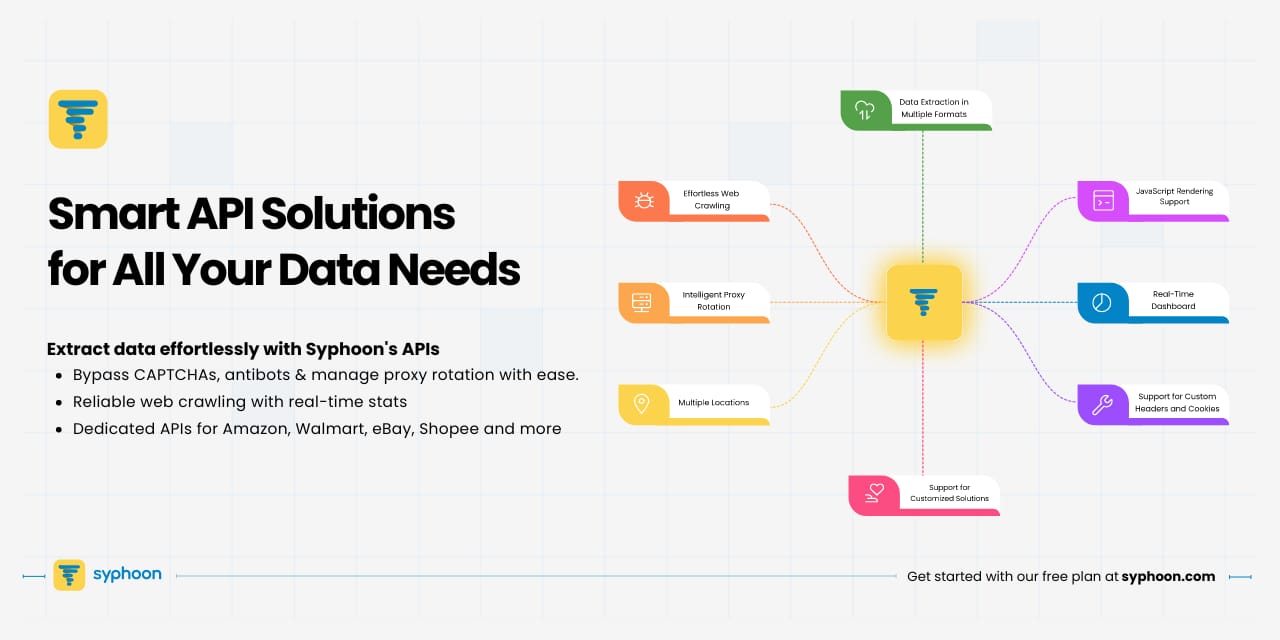 Smart API Solutions
for All Your Data Needs
Extract data effortlessly with Syphoon's APIs
• Bypass CAPTCHAs, antibots & manage proxy rotation with ease.
• Reliable web crawling with real-time stats
• Dedicated APIs for Amazon, Walmart, eBay, Shopee and more
Data Extraction in
Multiple Formats
Effortless Web
Crawling
JavaScript Rendering
Support
Intelligent Proxy
Rotation
Real-Time
Dashboard
Multiple Locations
Support for Custom
Headers and Cookies
Support for
Customized Solutions
syphoon
Get started with our free plan at syphoon.com